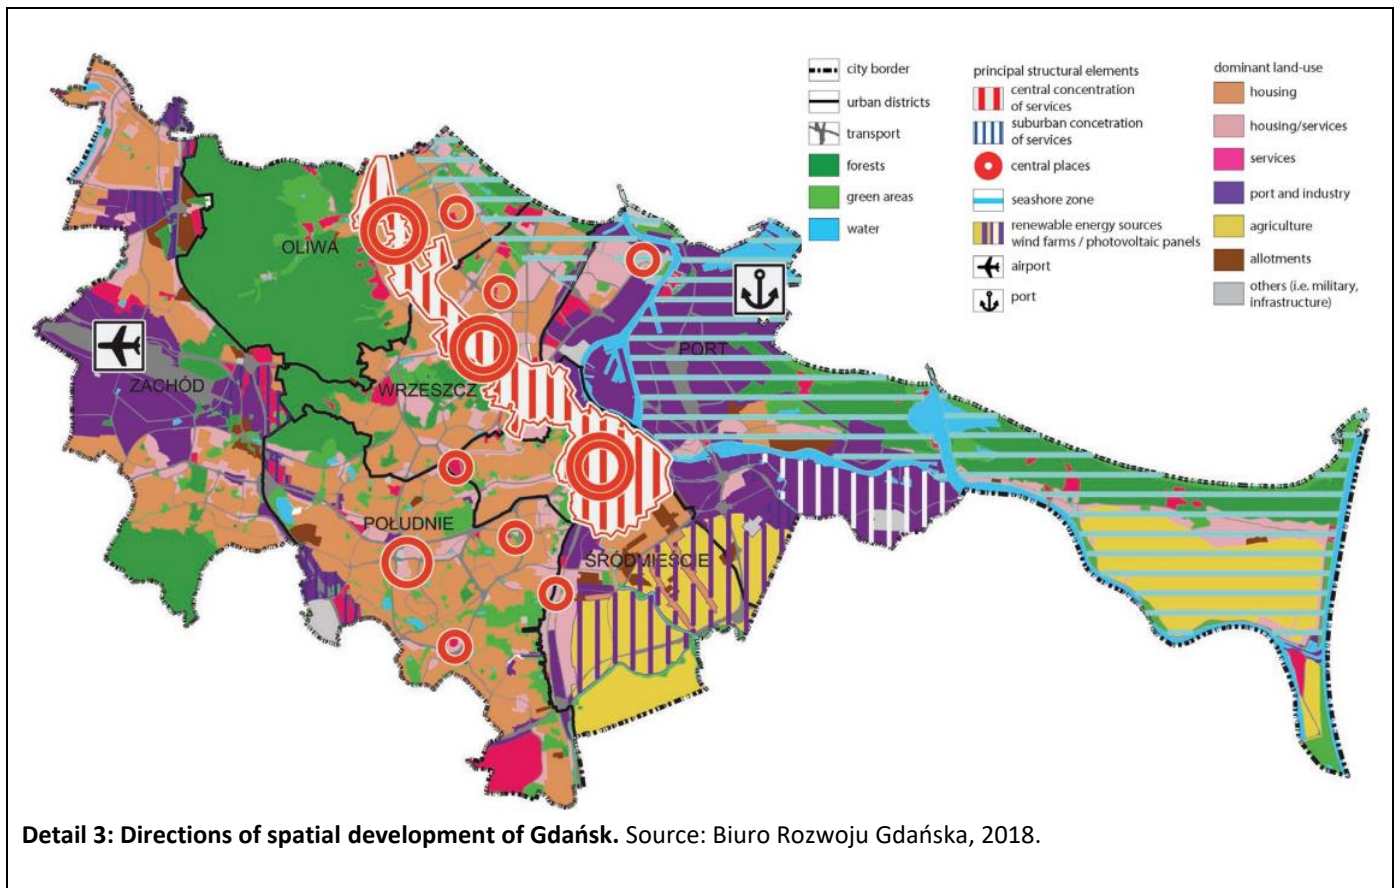 city border
urban districts
transport
forests
green areas
water
principal structural elements
central concentration
of services
suburban concetration
of services
central places
seashore zone
renewable energy sources
wind farms / photovoltaic panels
airport
port
dominant land-use
housing
housing/services
services
port and industry
agriculture
allotments
others (i.e. military,
infrastructure)
OLIWA
PORT
ZACHÓD
WRZESZCZ
POŁUDNIE
ŚRÓDMIEŚCIE
Detail 3: Directions of spatial development of Gdańsk. Source: Biuro Rozwoju Gdańska, 2018.